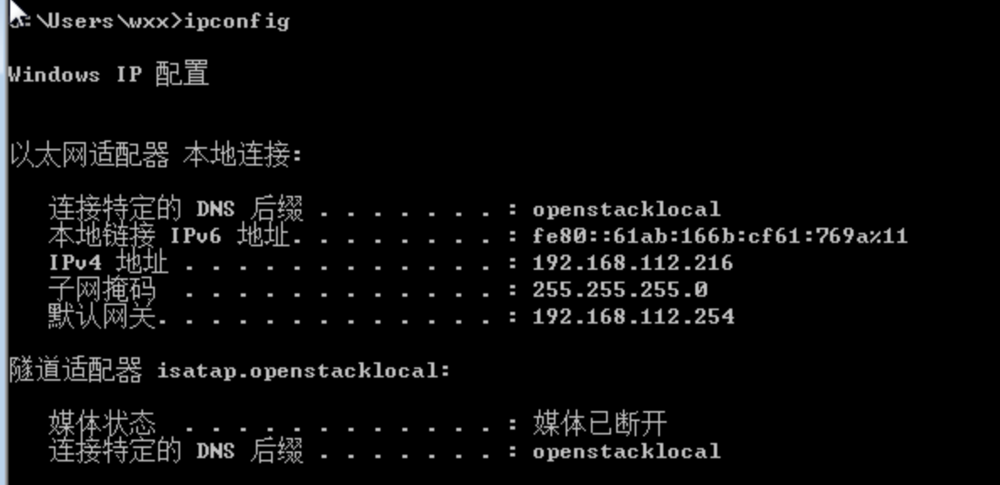 :\Users\wxx>ipconfig
Windows IP 配置
以太网适配器 本地连接:
连接特定的 DNS 后缀 . . . . . . . : openstacklocal
本地链接 IPv6 地址. . . . . . . . : fe80::61ab:166b:cf61:769a%11
IPv4 地址 . . . . . . . . . . . . : 192.168.112.216
子网掩码  . . . . . . . . . . . . : 255.255.255.0
默认网关. . . . . . . . . . . . . : 192.168.112.254
隧道适配器 isatap.openstacklocal:
媒体状态  . . . . . . . . . . . . : 媒体已断开
连接特定的 DNS 后缀 . . . . . . . : openstacklocal